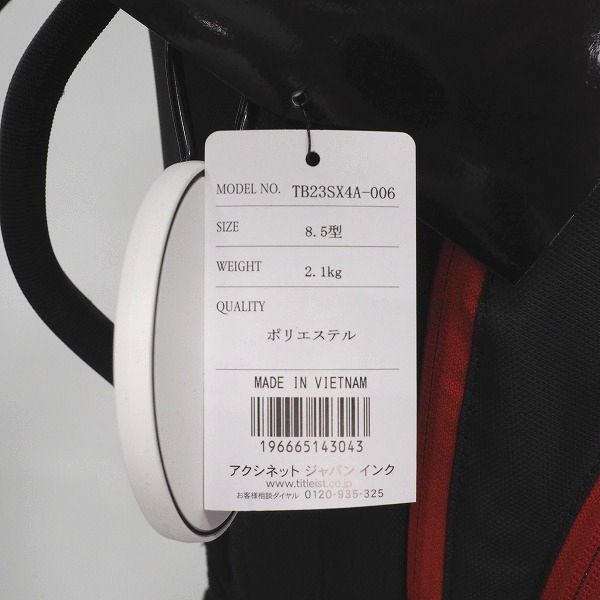 MODEL NO. TB23SX4A-006
SIZE 8.5型
WEIGHT 2.1kg
QUALITY
ポリエステル
MADE IN VIETNAM
196665143043
アクシネット ジャパン インク
www.titleist.co.jp
お客様相談ダイヤル 0120-935-325